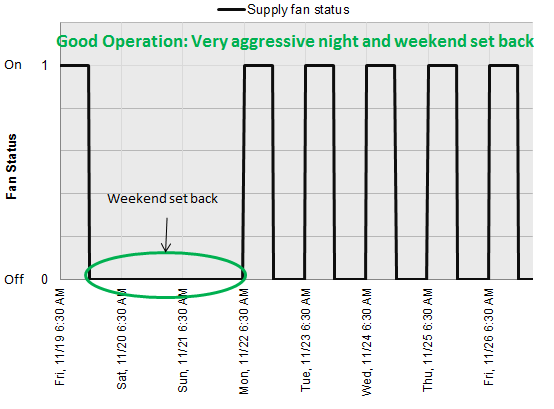 Supply fan status
Good Operation: Very aggressive night and weekend set back
On 1
Fan Status
Weekend set back
Off 0
Fri, 11/19 6:30 AM
Sat, 11/20 6:30 AM
Sun, 11/21 6:30 AM
Mon, 11/22 6:30 AM
Tue, 11/23 6:30 AM
Wed, 11/24 6:30 AM
Thu, 11/25 6:30 AM
Fri, 11/26 6:30 AM